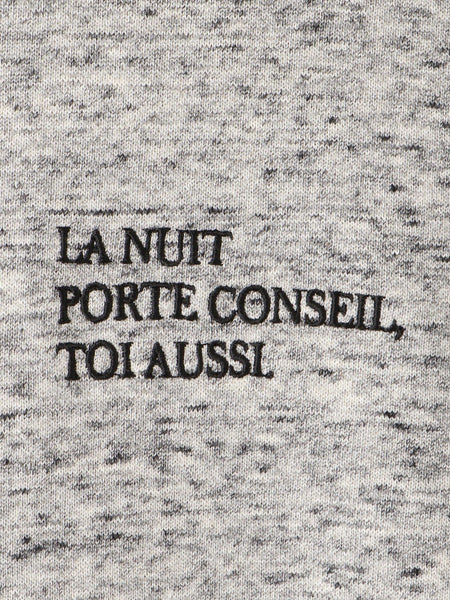 LA NUIT
PORTE CONSEIL,
TOI AUSSI.